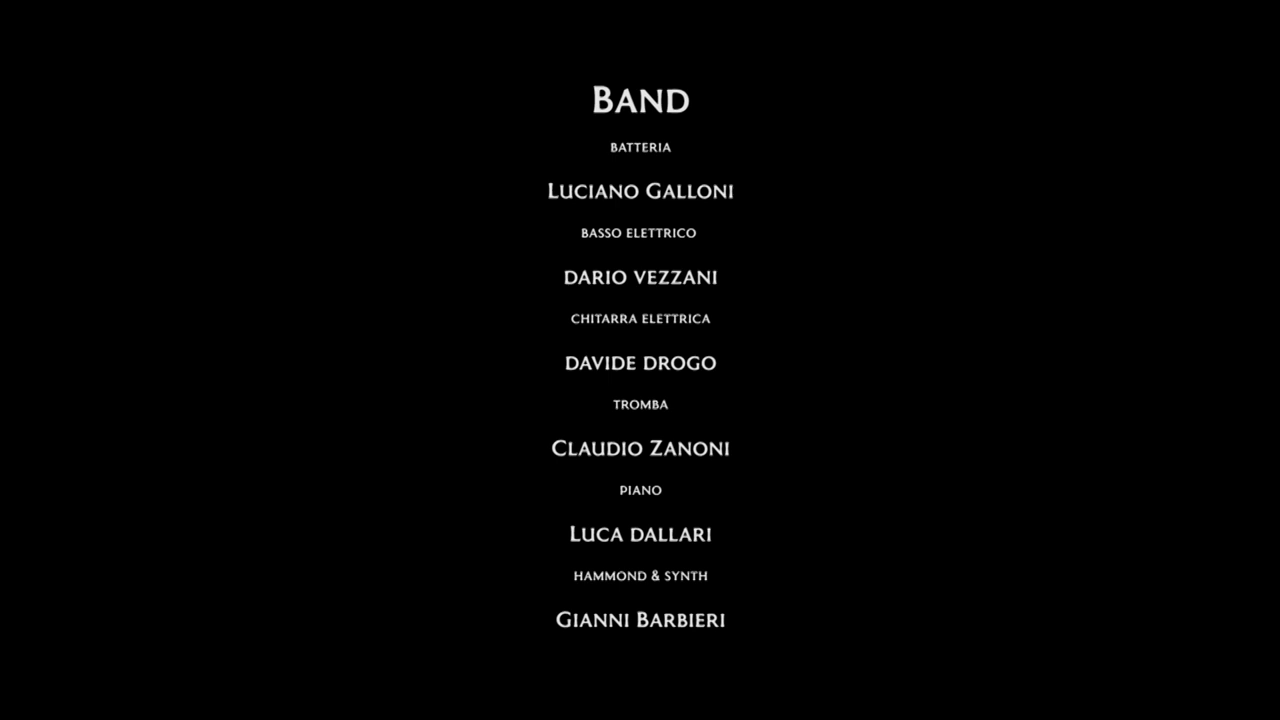 Band
batteria
Luciano Galloni
basso elettrico
dario vezzani
chitarra elettrica
davide drogo
tromba
Claudio Zanoni
piano
Luca dallari
hammond & synth
Gianni Barbieri